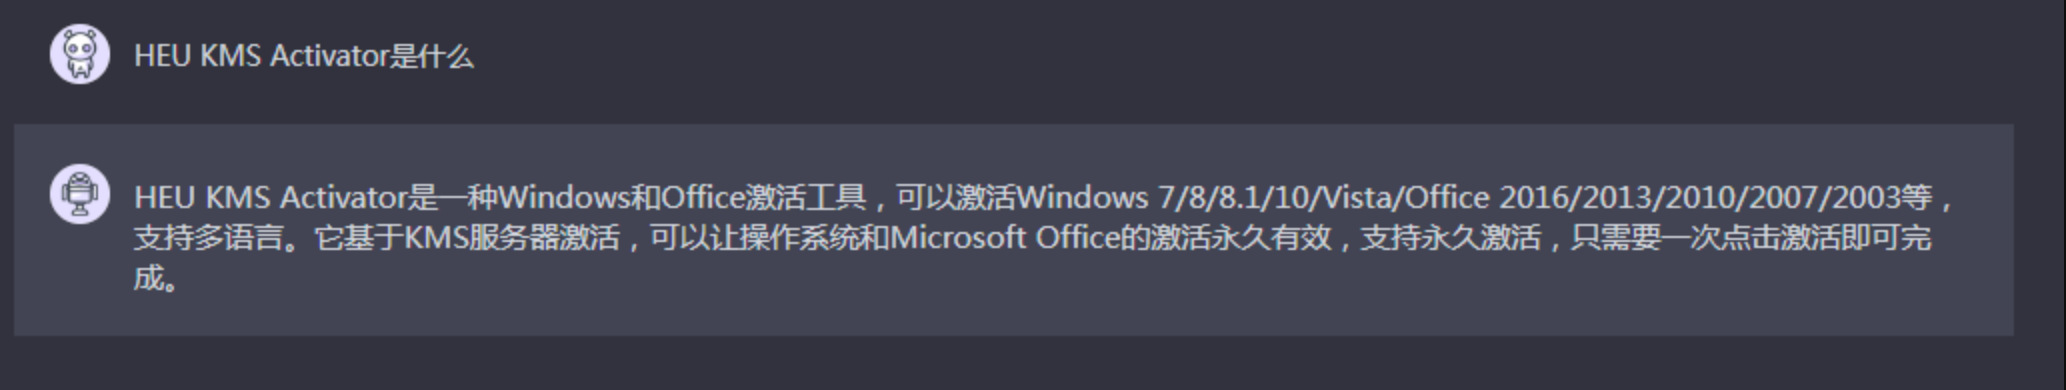 HEU KMS Activator是什么
HEU KMS Activator是一种Windows和Office激活工具，可以激活Windows 7/8/8.1/10/Vista/Office 2016/2013/2010/2007/2003等，
支持多语言。它基于KMS服务器激活，可以让操作系统和Microsoft Office的激活永久有效，支持永久激活，只需要一次点击激活即可完
成。